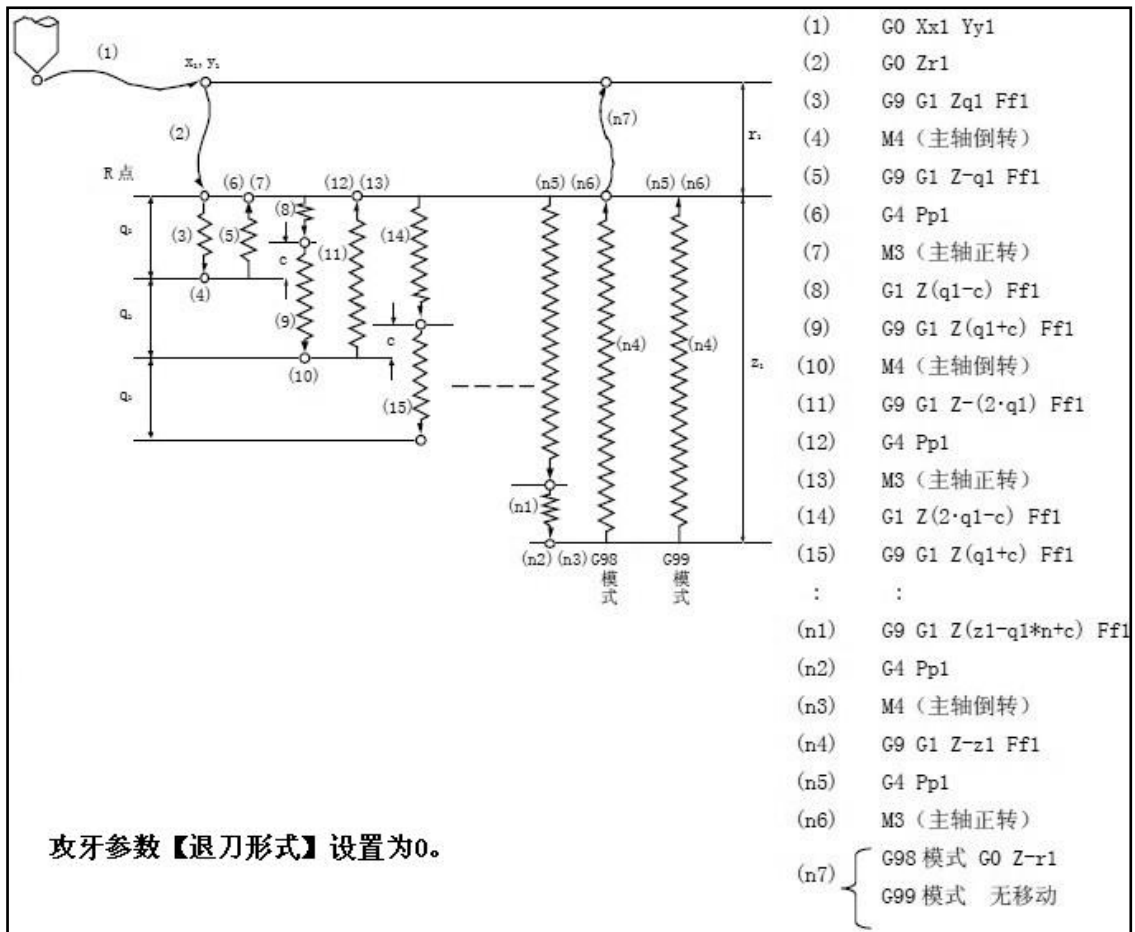 (1)
x₁, y₁
(2)
(n7)
r₁
R 点
(6) (7)
(12) (13)
(n5) (n6)
(n5) (n6)
(8)
(3)
(5)
(11)
(14)
c
(4)
(9)
c
(n4)
(n4)
z₁
(10)
(15)
(n1)
(n2) (n3) G98 模式
G99 模式
(1) G0 Xx1 Yy1
(2) G0 Zr1
(3) G9 G1 Zq1 Ff1
(4) M4（主轴倒转）
(5) G9 G1 Z-q1 Ff1
(6) G4 Pp1
(7) M3（主轴正转）
(8) G1 Z(q1-c) Ff1
(9) G9 G1 Z(q1+c) Ff1
(10) M4（主轴倒转）
(11) G9 G1 Z-(2·q1) Ff1
(12) G4 Pp1
(13) M3（主轴正转）
(14) G1 Z(2·q1-c) Ff1
(15) G9 G1 Z(q1+c) Ff1
: :
(n1) G9 G1 Z(z1-q1*n+c) Ff1
(n2) G4 Pp1
(n3) M4（主轴倒转）
(n4) G9 G1 Z-z1 Ff1
(n5) G4 Pp1
(n6) M3（主轴正转）
(n7) G98 模式 G0 Z-r1
G99 模式 无移动
攻牙参数【退刀形式】设置为0。